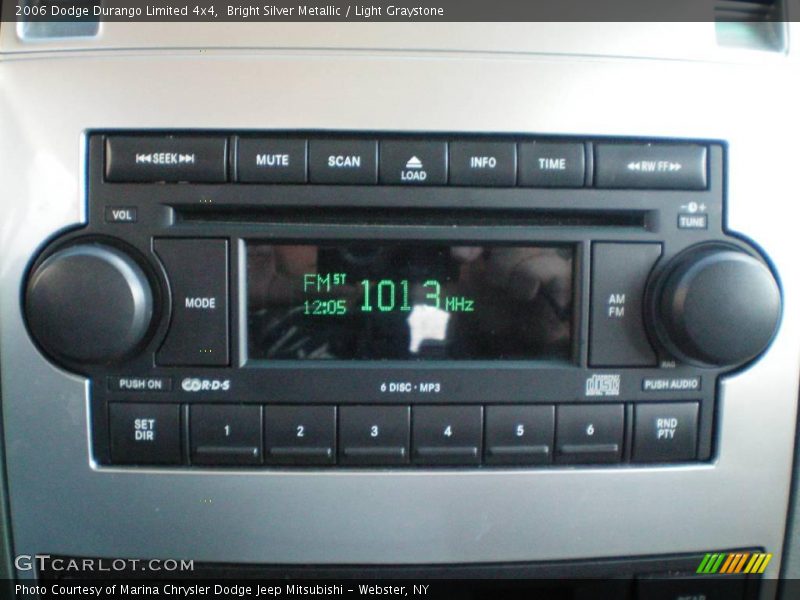 2006 Dodge Durango Limited 4x4,  Bright Silver Metallic / Light Graystone
SEEK
MUTE
SCAN
LOAD
INFO
TIME
RW FF
VOL
TUNE
MODE
FM ST 101.3 MHz
12:05
AM
FM
PUSH ON
R·D·S
6 DISC · MP3
PUSH AUDIO
SET
DIR
1
2
3
4
5
6
RND
PTY
GTCARLOT.COM
Photo Courtesy of Marina Chrysler Dodge Jeep Mitsubishi - Webster, NY